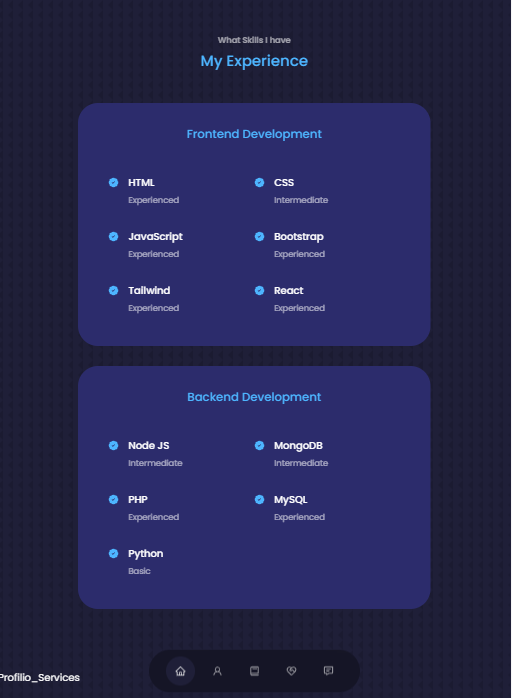 What Skills I have
My Experience
Frontend Development
HTML
Experienced
CSS
Intermediate
JavaScript
Experienced
Bootstrap
Experienced
Tailwind
Experienced
React
Experienced
Backend Development
Node JS
Intermediate
MongoDB
Intermediate
PHP
Experienced
MySQL
Experienced
Python
Basic
Profilio_Services